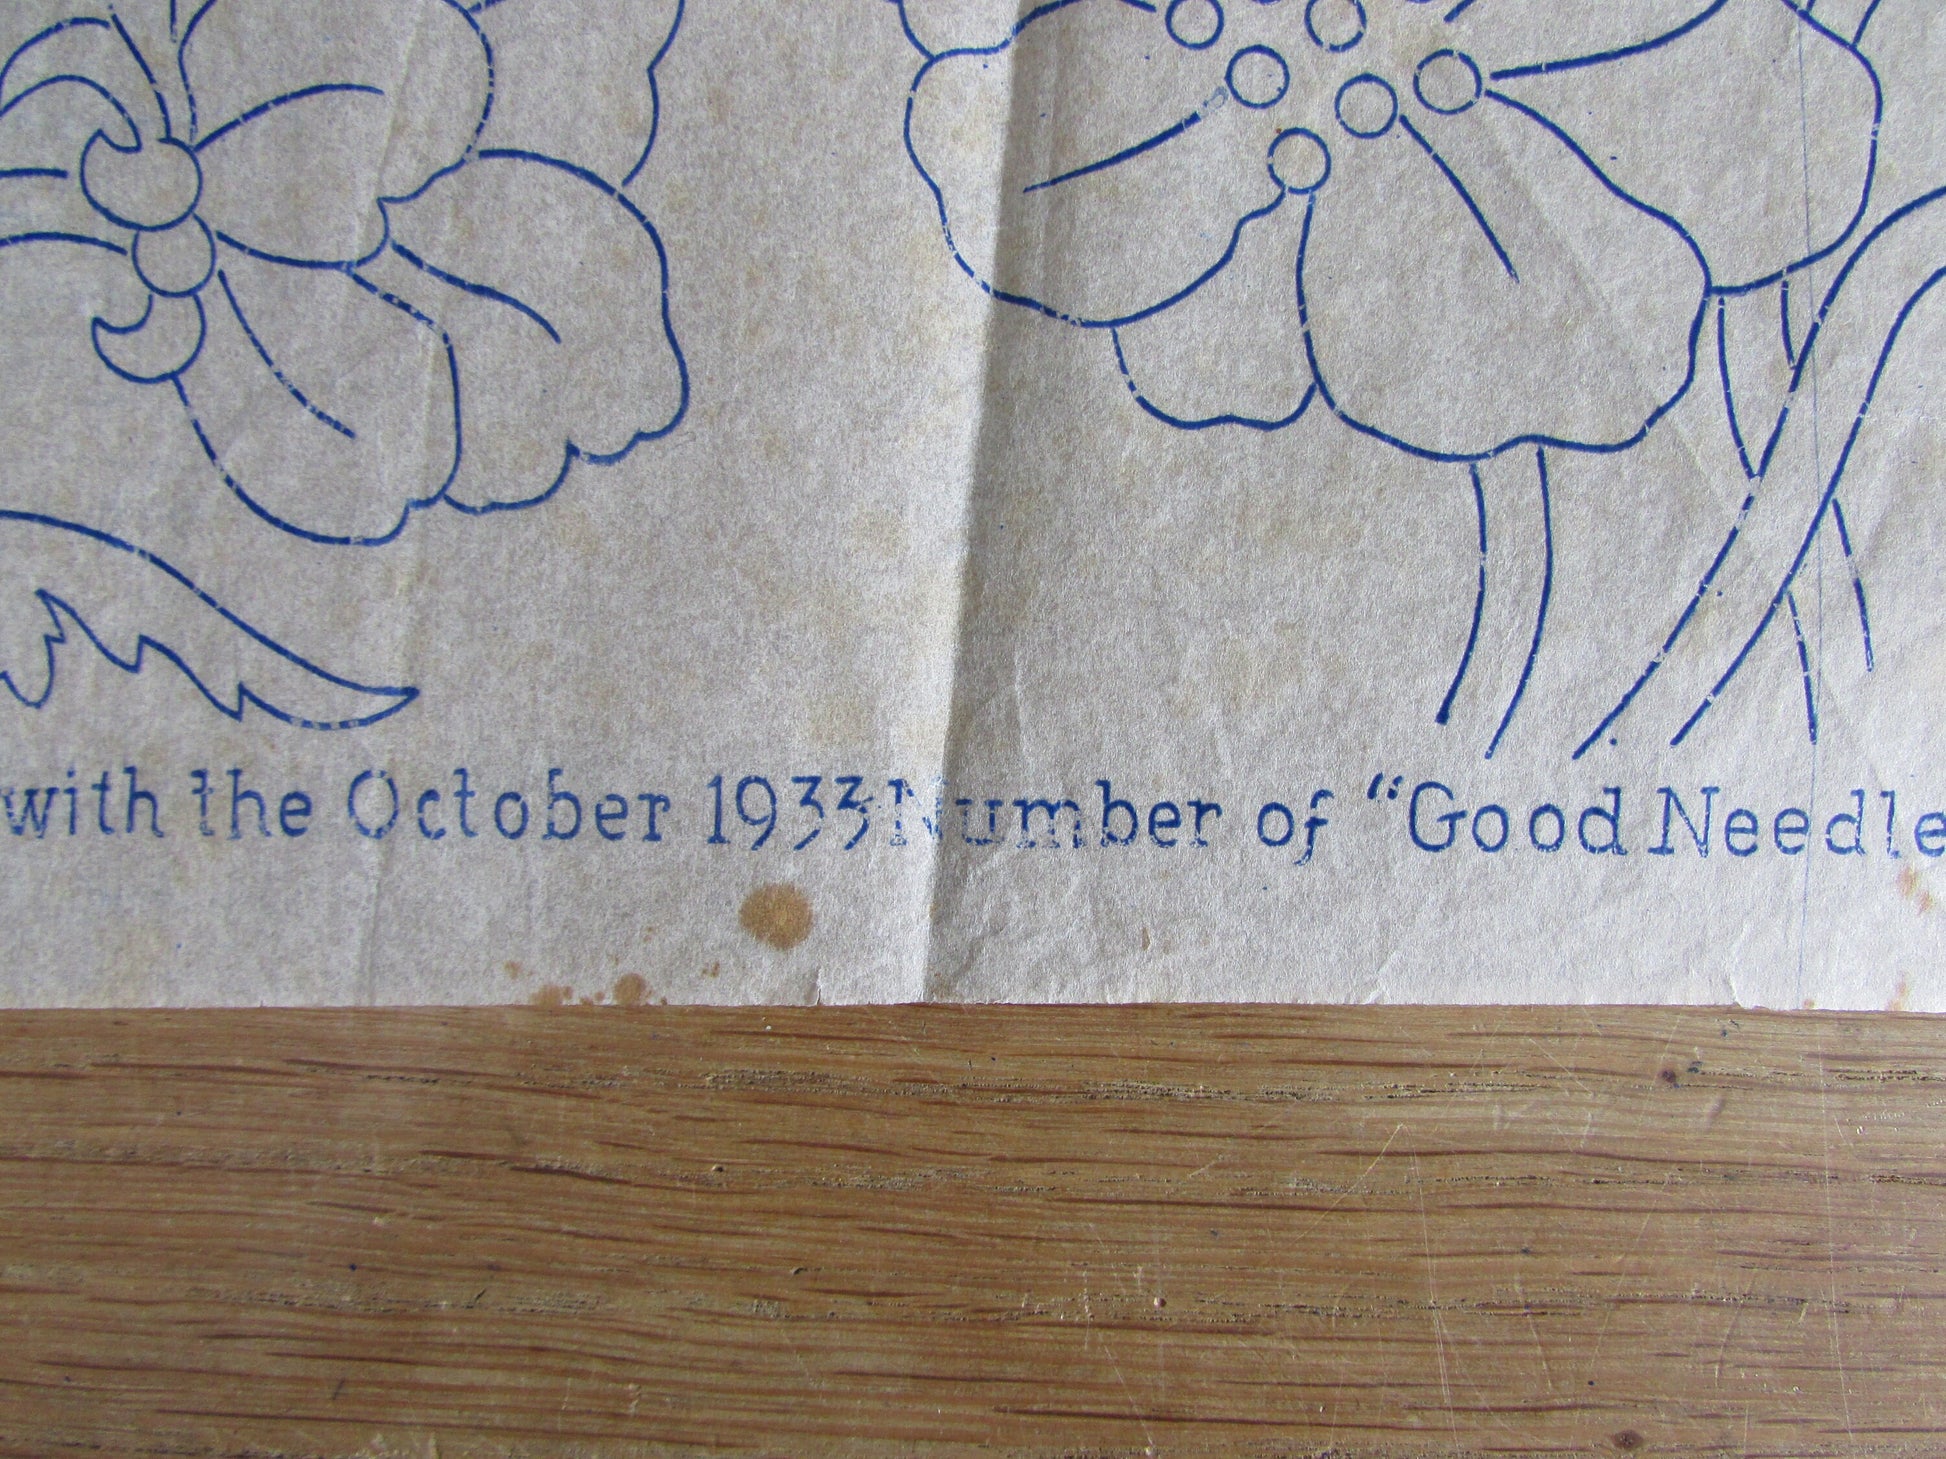 with the October 1933 Number of “Good Needle